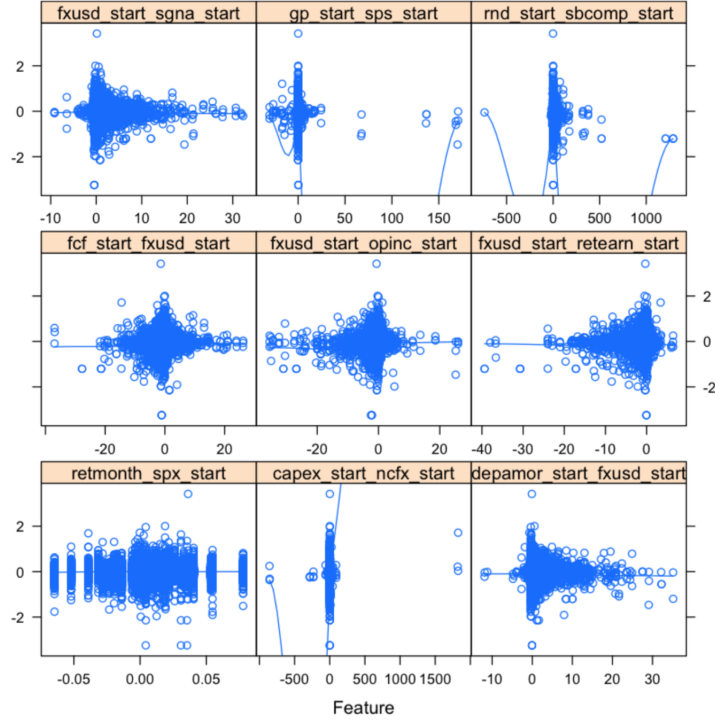 fxusd_start_sgna_start gp_start_sps_start rnd_start_sbcomp_start
2
0
-2
-10 0 10 20 30 0 50 100 150 -500 0 500 1000
fcf_start_fxusd_start fxusd_start_opinc_start fxusd_start_retearn_start
2
0
-2
-20 0 20 -20 0 20 -40 -30 -20 -10 0
retmonth_spx_start capex_start_ncfx_start depamor_start_fxusd_start
2
0
-2
-0.05 0.00 0.05 -500 0 500 1000 1500 -10 0 10 20 30
Feature